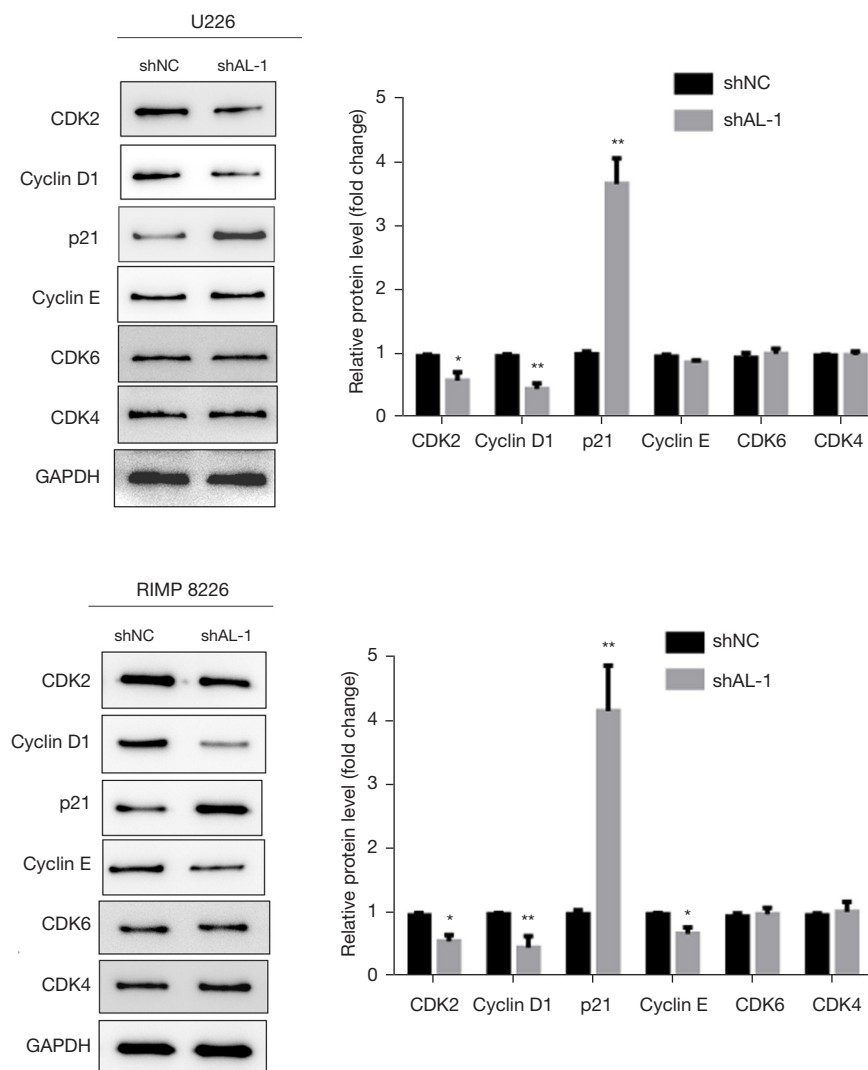 U226
shNC shAL-1
CDK2
Cyclin D1
p21
Cyclin E
CDK6
CDK4
GAPDH
Relative protein level (fold change)
5
4
3
2
1
0
shNC
shAL-1
* ** **
CDK2 Cyclin D1 p21 Cyclin E CDK6 CDK4
RIMP 8226
shNC shAL-1
CDK2
Cyclin D1
p21
Cyclin E
CDK6
CDK4
GAPDH
Relative protein level (fold change)
5
4
3
2
1
0
shNC
shAL-1
* ** ** *
CDK2 Cyclin D1 p21 Cyclin E CDK6 CDK4